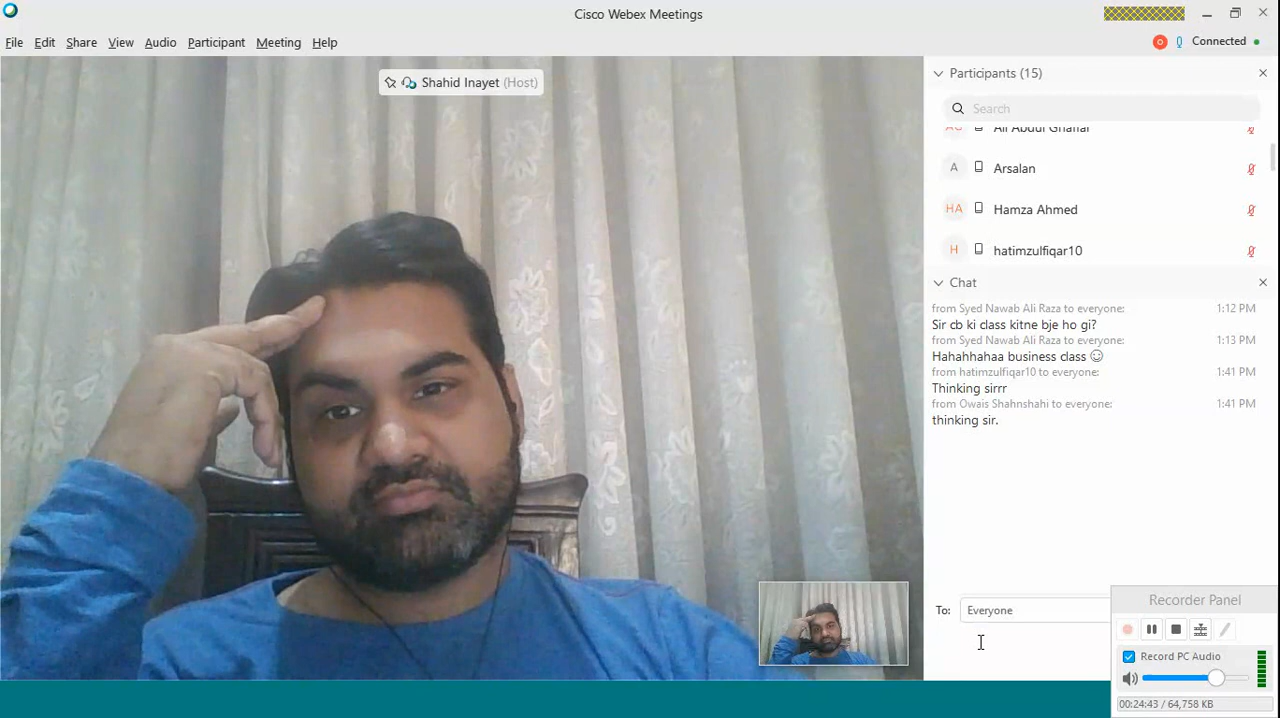 Cisco Webex Meetings
File Edit Share View Audio Participant Meeting Help
Connected
Shahid Inayet (Host)
Participants (15)
Search
Ali Abdul Ghaffar
A Arsalan
HA Hamza Ahmed
H hatimzulfiqar10
Chat
from Syed Nawab Ali Raza to everyone: 1:12 PM
Sir cb ki class kitne bje ho gi?
from Syed Nawab Ali Raza to everyone: 1:13 PM
Hahahhahaa business class ☺
from hatimzulfiqar10 to everyone: 1:41 PM
Thinking sirrr
from Owais Shahnshahi to everyone: 1:41 PM
thinking sir.
To: Everyone
Recorder Panel
Record PC Audio
00:24:43 / 64,758 KB